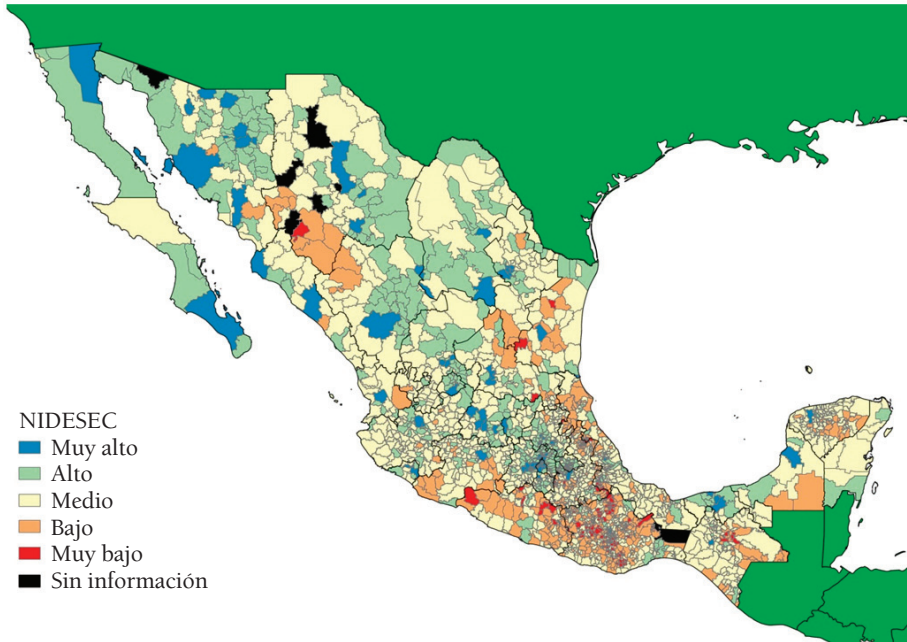 NIDESEC
Muy alto
Alto
Medio
Bajo
Muy bajo
Sin información